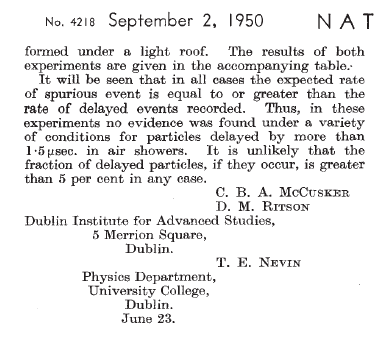 No. 4218 September 2, 1950 N A T
formed under a light roof. The results of both
experiments are given in the accompanying table.
It will be seen that in all cases the expected rate
of spurious event is equal to or greater than the
rate of delayed events recorded. Thus, in these
experiments no evidence was found under a variety
of conditions for particles delayed by more than
1·5 μsec. in air showers. It is unlikely that the
fraction of delayed particles, if they occur, is greater
than 5 per cent in any case.
C. B. A. McCusker
D. M. Ritson
Dublin Institute for Advanced Studies,
5 Merrion Square,
Dublin.
T. E. Nevin
Physics Department,
University College,
Dublin.
June 23.